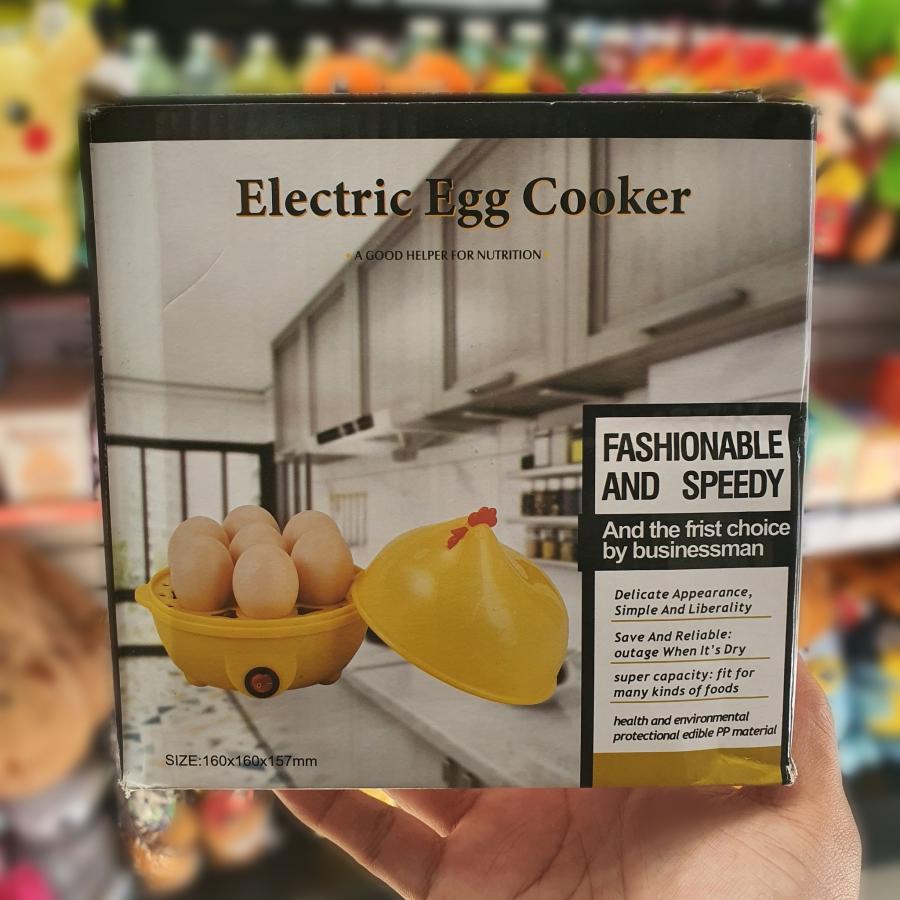 Electric Egg Cooker
A GOOD HELPER FOR NUTRITION
FASHIONABLE
AND SPEEDY
And the frist choice
by businessman
Delicate Appearance,
Simple And Liberality
Save And Reliable:
outage When It's Dry
super capacity: fit for
many kinds of foods
health and environmental
protectional edible PP material
SIZE:160x160x157mm